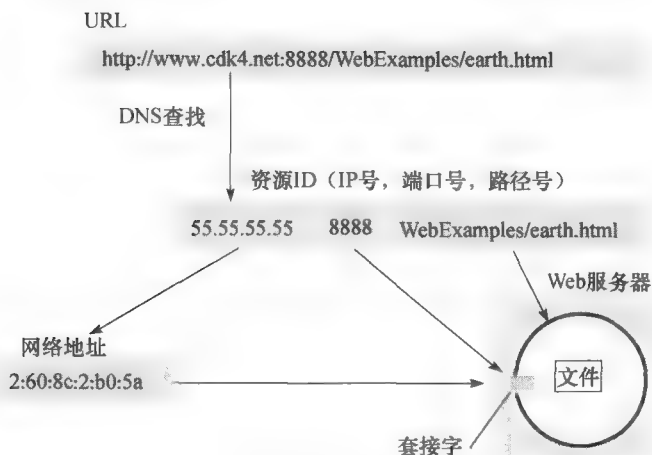 URL
http://www.cdk4.net:8888/WebExamples/earth.html
DNS查找
资源ID（IP号，端口号，路径号）
55.55.55.55 8888 WebExamples/earth.html
Web服务器
网络地址
2:60:8c:2:b0:5a
文件
套接字